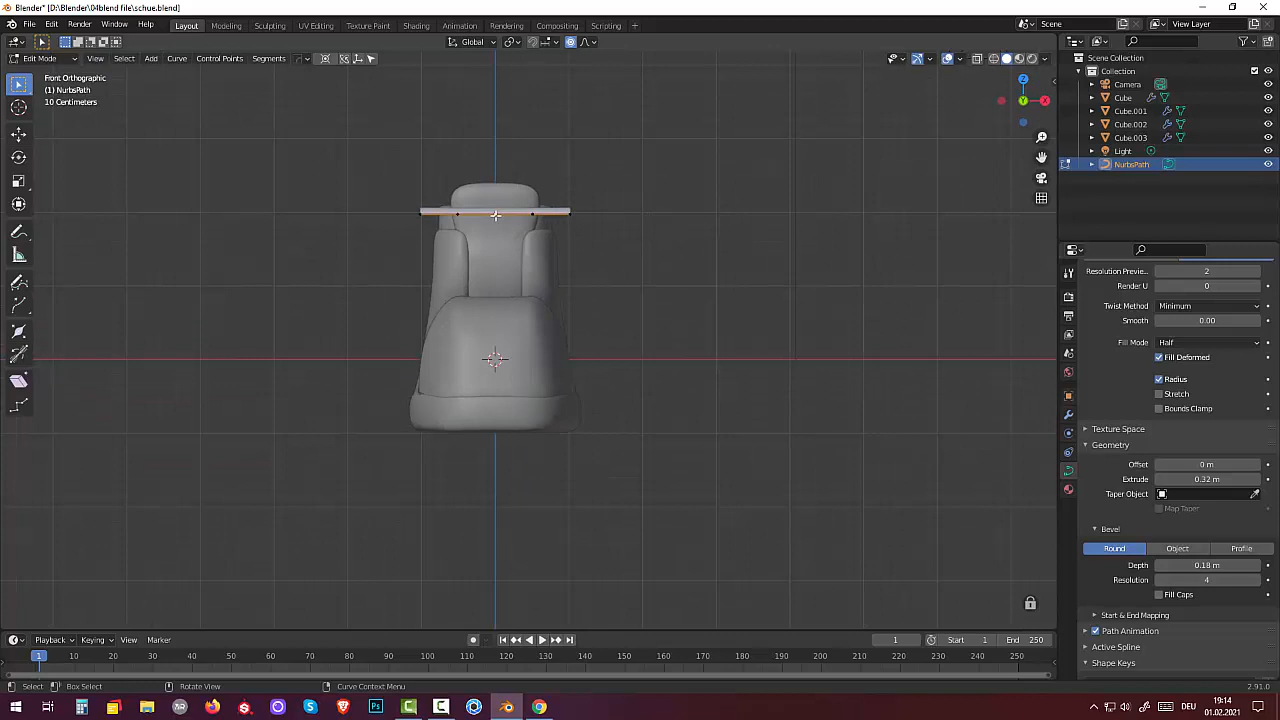 Blender* [D:\Blender\04blend file\schue.blend]
File Edit Render Window Help Layout Modeling Sculpting UV Editing Texture Paint Shading Animation Rendering Compositing Scripting Scene View Layer
Global
Edit Mode View Select Add Curve Control Points Segments
Front Orthographic
(1) NurbsPath
10 Centimeters
Z
Y
X
Scene Collection
Collection
Camera
Cube
Cube.001
Cube.002
Cube.003
Light
NurbsPath
Resolution Previe... 2
Render U 0
Twist Method Minimum
Smooth 0.00
Fill Mode Half
Fill Deformed
Radius
Stretch
Bounds Clamp
Texture Space
Geometry
Offset 0 m
Extrude 0.32 m
Taper Object
Map Taper
Bevel
Round Object Profile
Depth 0.18 m
Resolution 4
Fill Caps
Start & End Mapping
Path Animation
Active Spline
Shape Keys
Playback Keying View Marker 1 Start 1 End 250
1 10 20 30 40 50 60 70 80 90 100 110 120 130 140 150 160 170 180 190 200 210 220 230 240 250
Select Box Select Rotate View Curve Context Menu 2.91.0
Ps DEU 19:14
01.02.2021